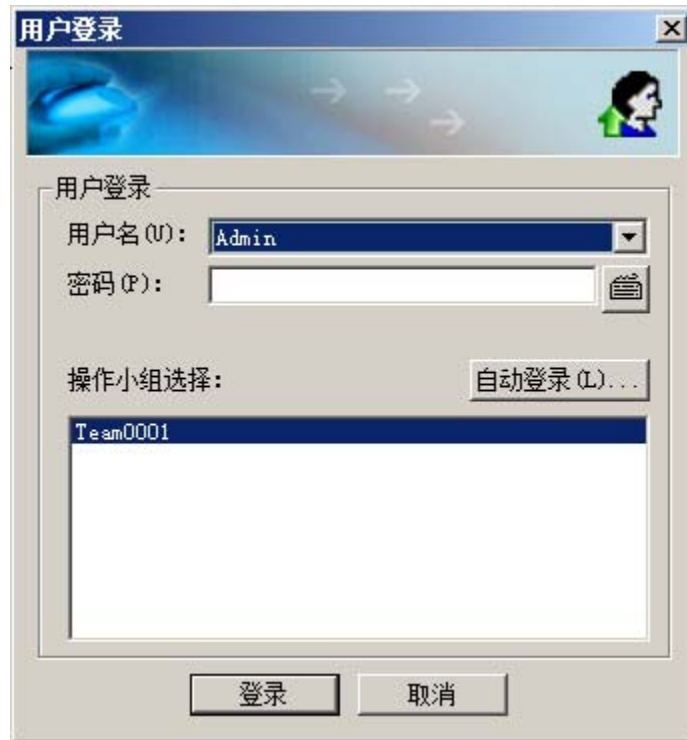 用户登录
用户登录
用户名(U)： Admin
密码(P)：
操作小组选择： 自动登录(L)...
Team0001
登录 取消